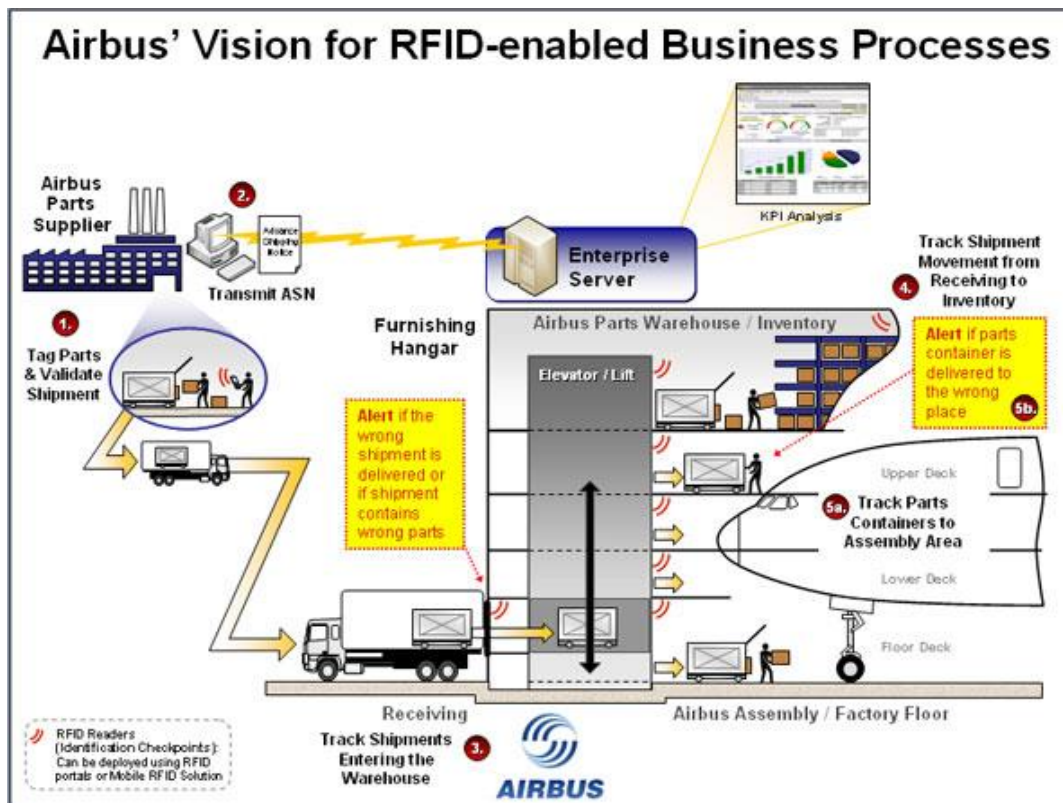 Airbus' Vision for RFID-enabled Business Processes
Airbus
Parts
Supplier
2.
Advance
Shipping
Notice
Transmit ASN
Enterprise
Server
KPI Analysis
Track Shipment
Movement from
Receiving to
Inventory
4.
1.
Tag Parts
& Validate
Shipment
Furnishing
Hangar
Airbus Parts Warehouse / Inventory
Elevator / Lift
Alert if parts
container is
delivered to
the wrong
place
5b.
Alert if the
wrong
shipment is
delivered or
if shipment
contains
wrong parts
Upper Deck
5a.
Track Parts
Containers to
Assembly Area
Lower Deck
Floor Deck
Receiving
Airbus Assembly / Factory Floor
Track Shipments
Entering the
Warehouse
3.
AIRBUS
RFID Readers
(Identification Checkpoints):
Can be deployed using RFID
portals or Mobile RFID Solution